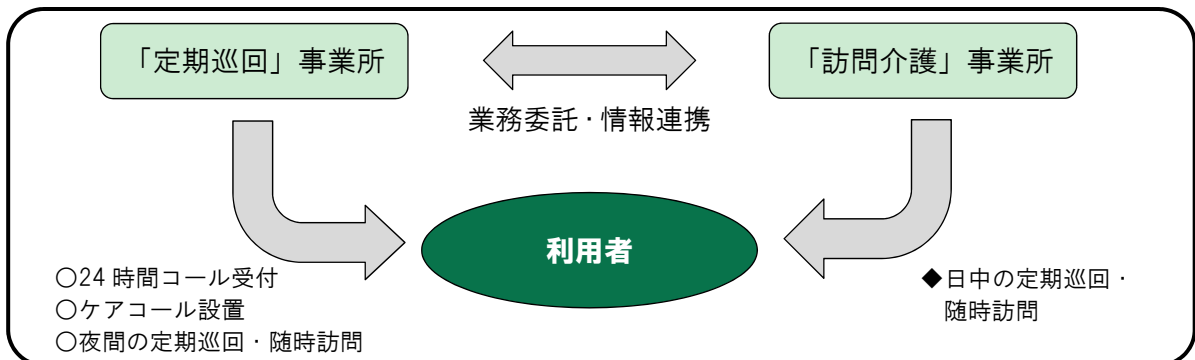 「定期巡回」事業所
「訪問介護」事業所
業務委託・情報連携
利用者
〇24 時間コール受付
〇ケアコール設置
〇夜間の定期巡回・随時訪問
◆日中の定期巡回・
随時訪問